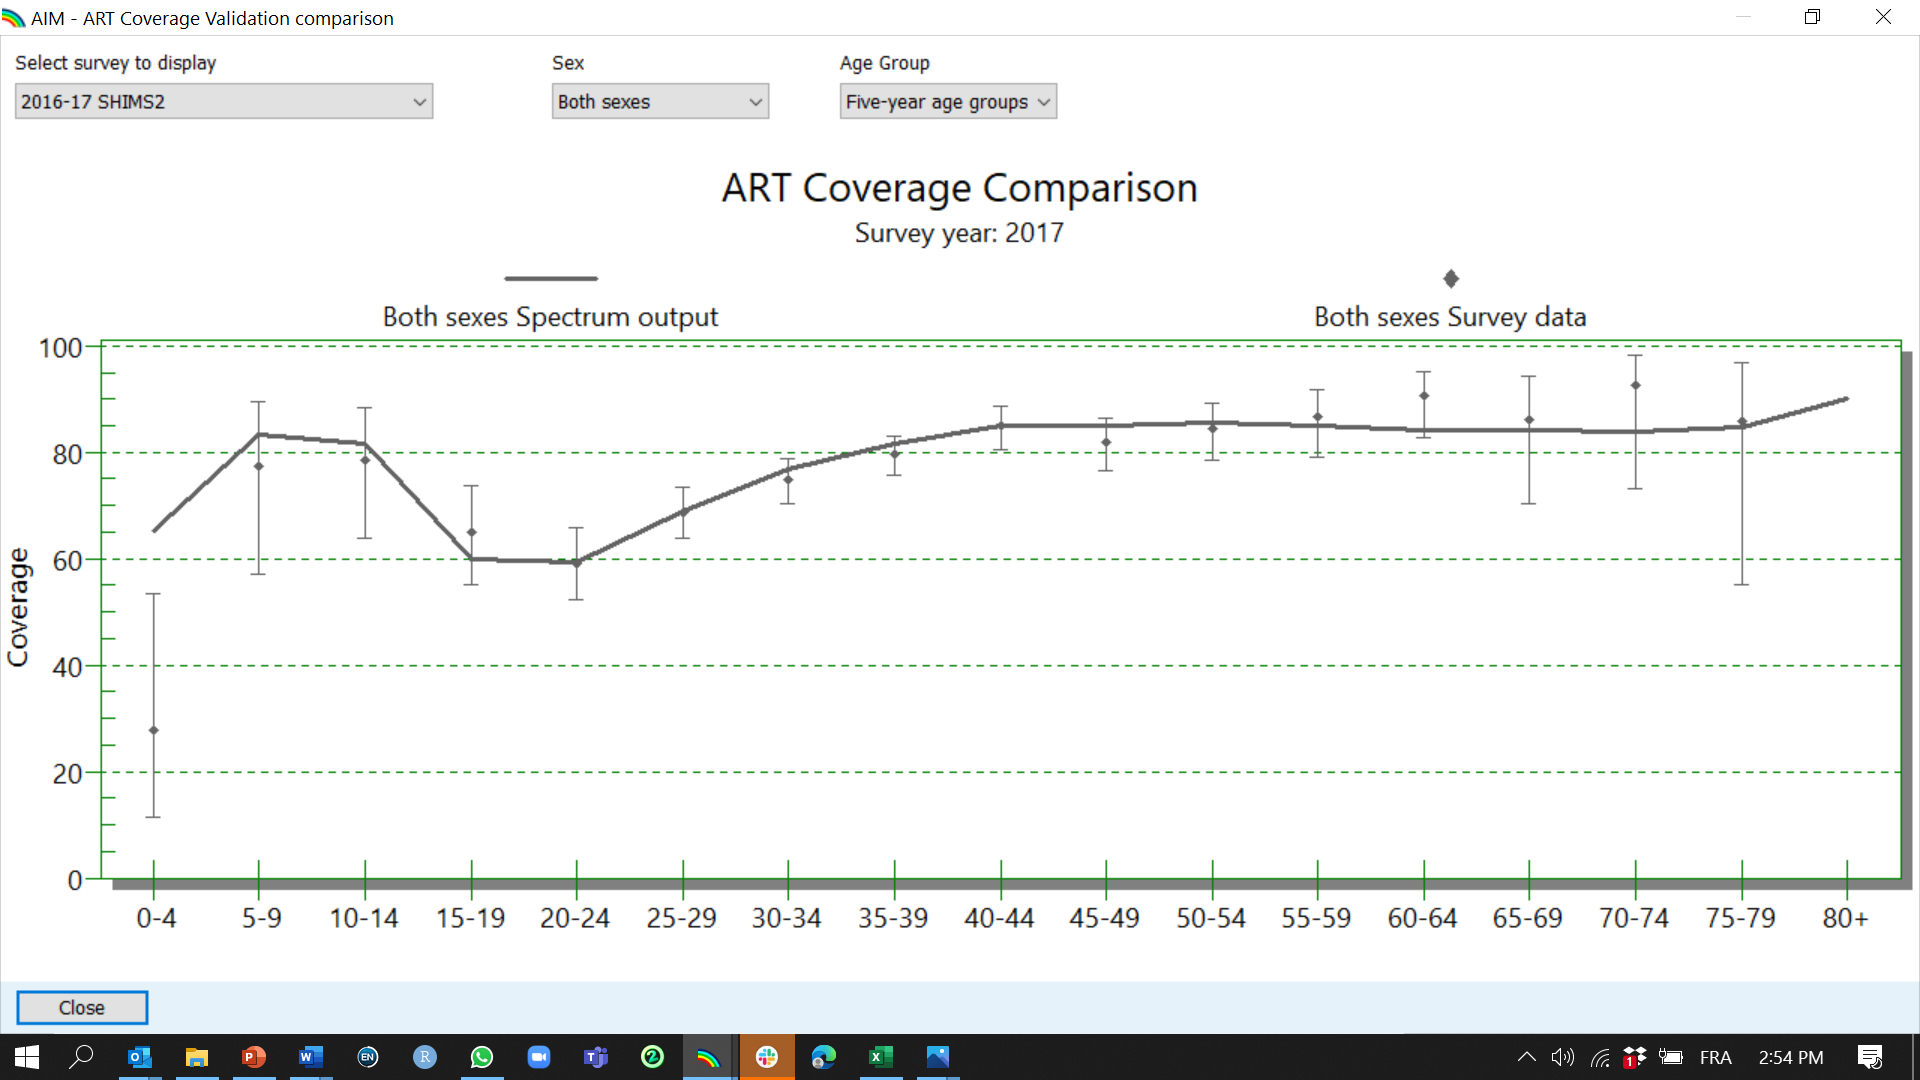 AIM - ART Coverage Validation comparison
Select survey to display
Sex
Age Group
2016-17 SHIMS2
Both sexes
Five-year age groups
ART Coverage Comparison
Survey year: 2017
Both sexes Spectrum output
Both sexes Survey data
100
80
60
40
20
0
Coverage
0-4 5-9 10-14 15-19 20-24 25-29 30-34 35-39 40-44 45-49 50-54 55-59 60-64 65-69 70-74 75-79 80+
Close
O P W EN R 2 X 1 FRA 2:54 PM 3